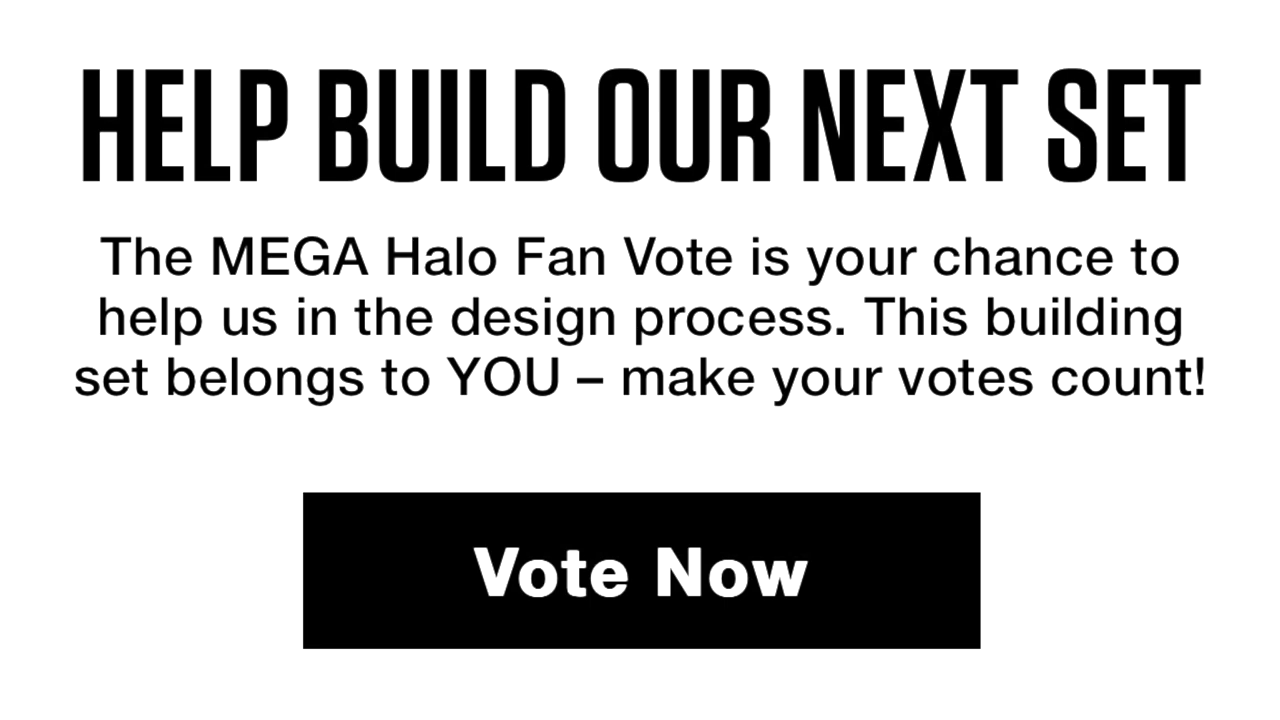 HELP BUILD OUR NEXT SET
The MEGA Halo Fan Vote is your chance to
help us in the design process. This building
set belongs to YOU – make your votes count!
Vote Now